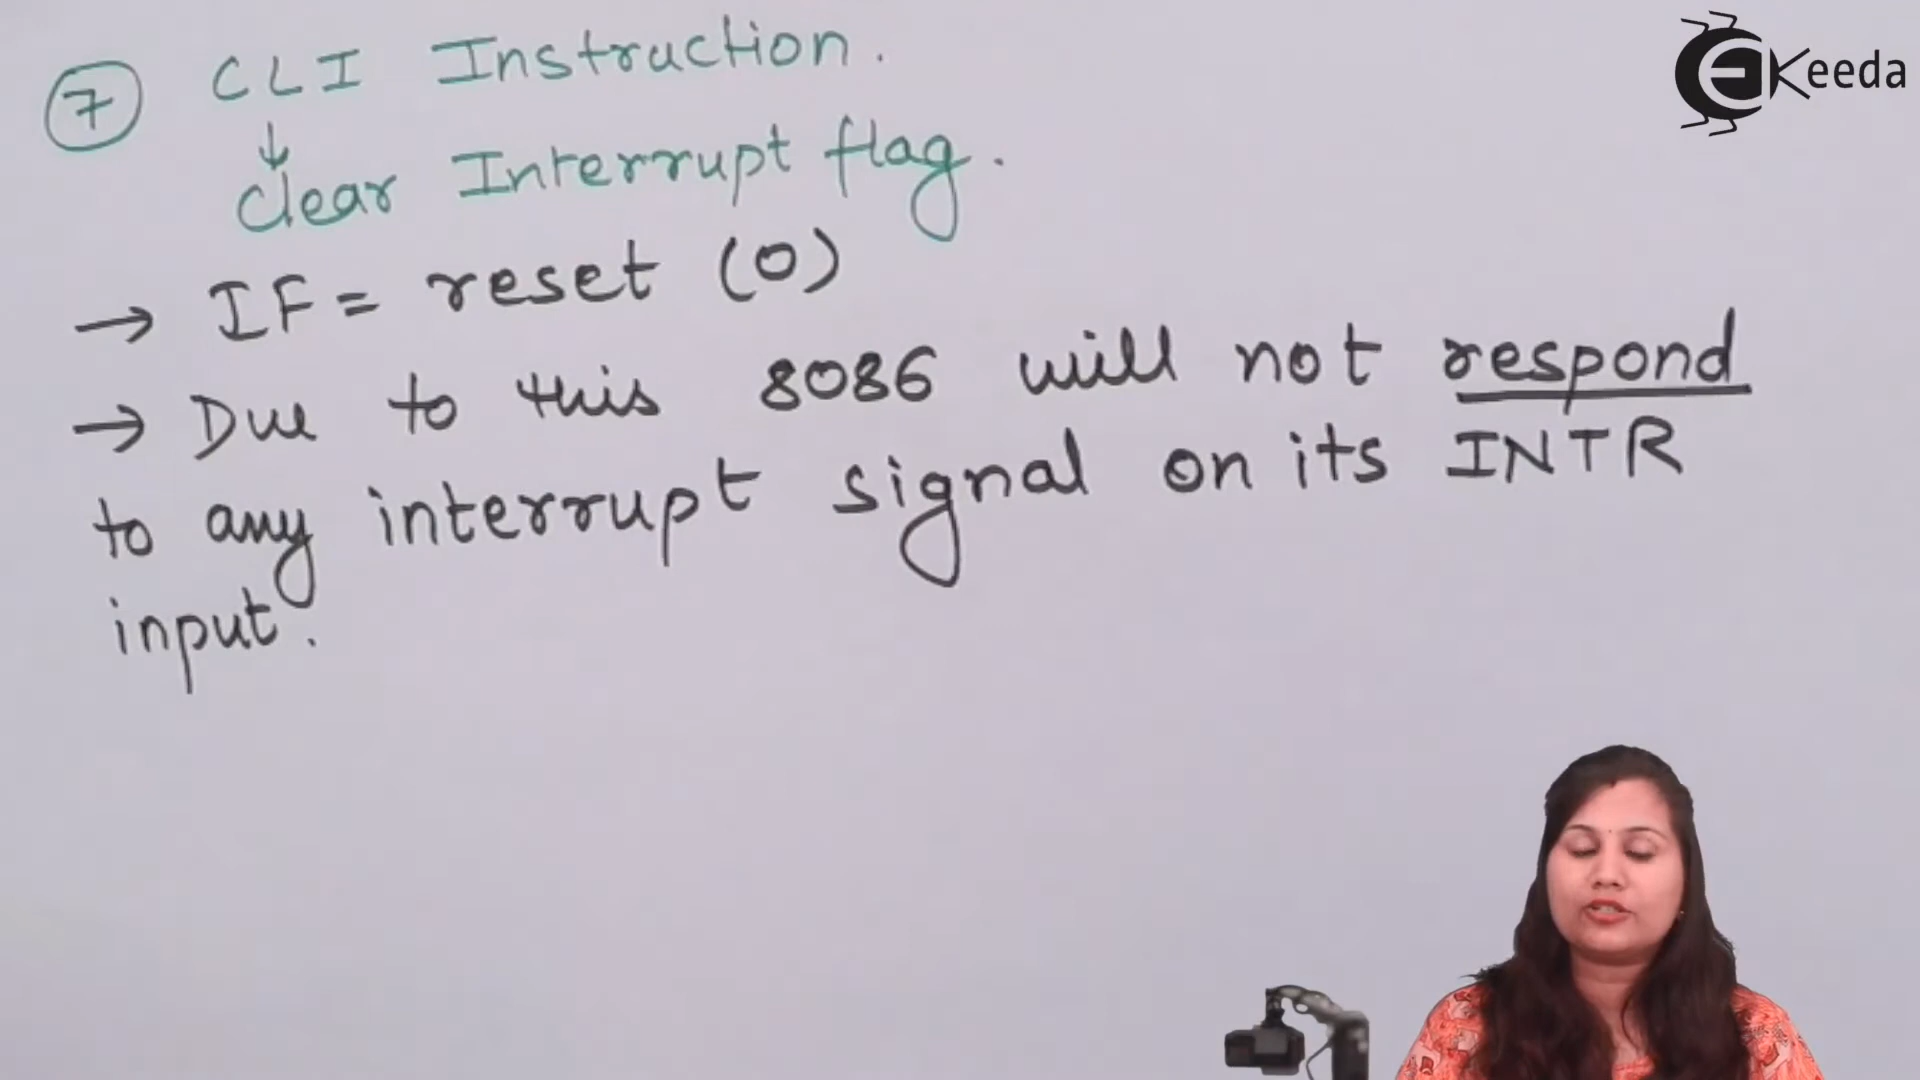 Keeda
7 CLI Instruction.
↓
Clear Interrupt flag.
→ IF = reset (0)
→ Due to this 8086 will not respond
to any interrupt signal on its INTR
input.